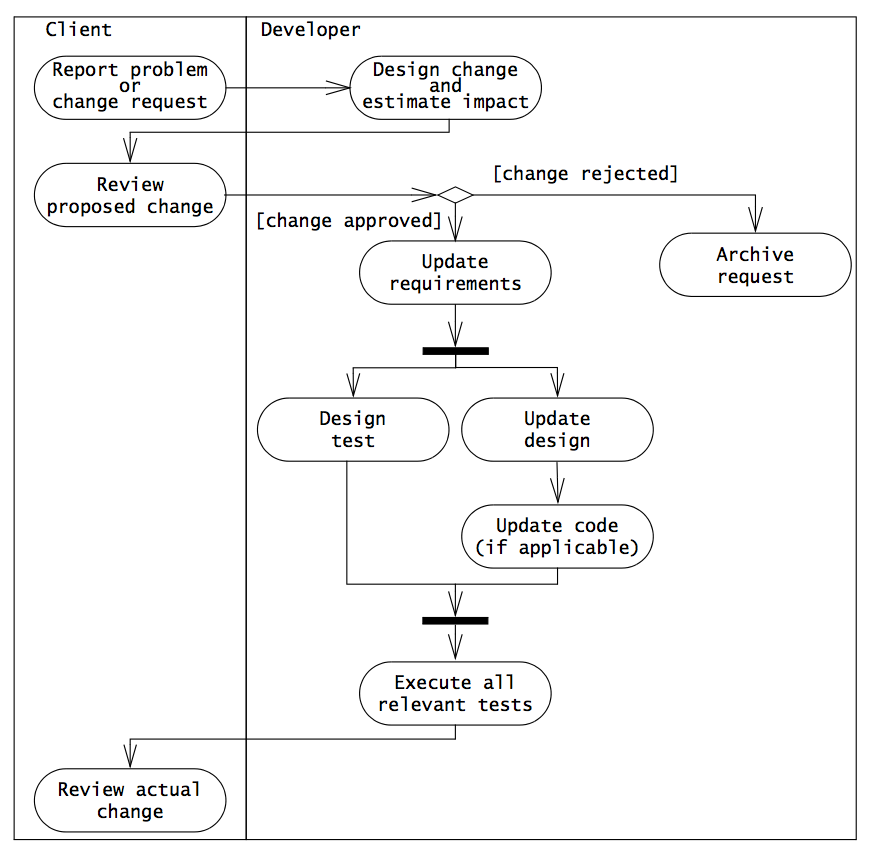 Client
Developer
Report problem
or
change request
Design change
and
estimate impact
Review
proposed change
[change rejected]
[change approved]
Update
requirements
Archive
request
Design
test
Update
design
Update code
(if applicable)
Execute all
relevant tests
Review actual
change